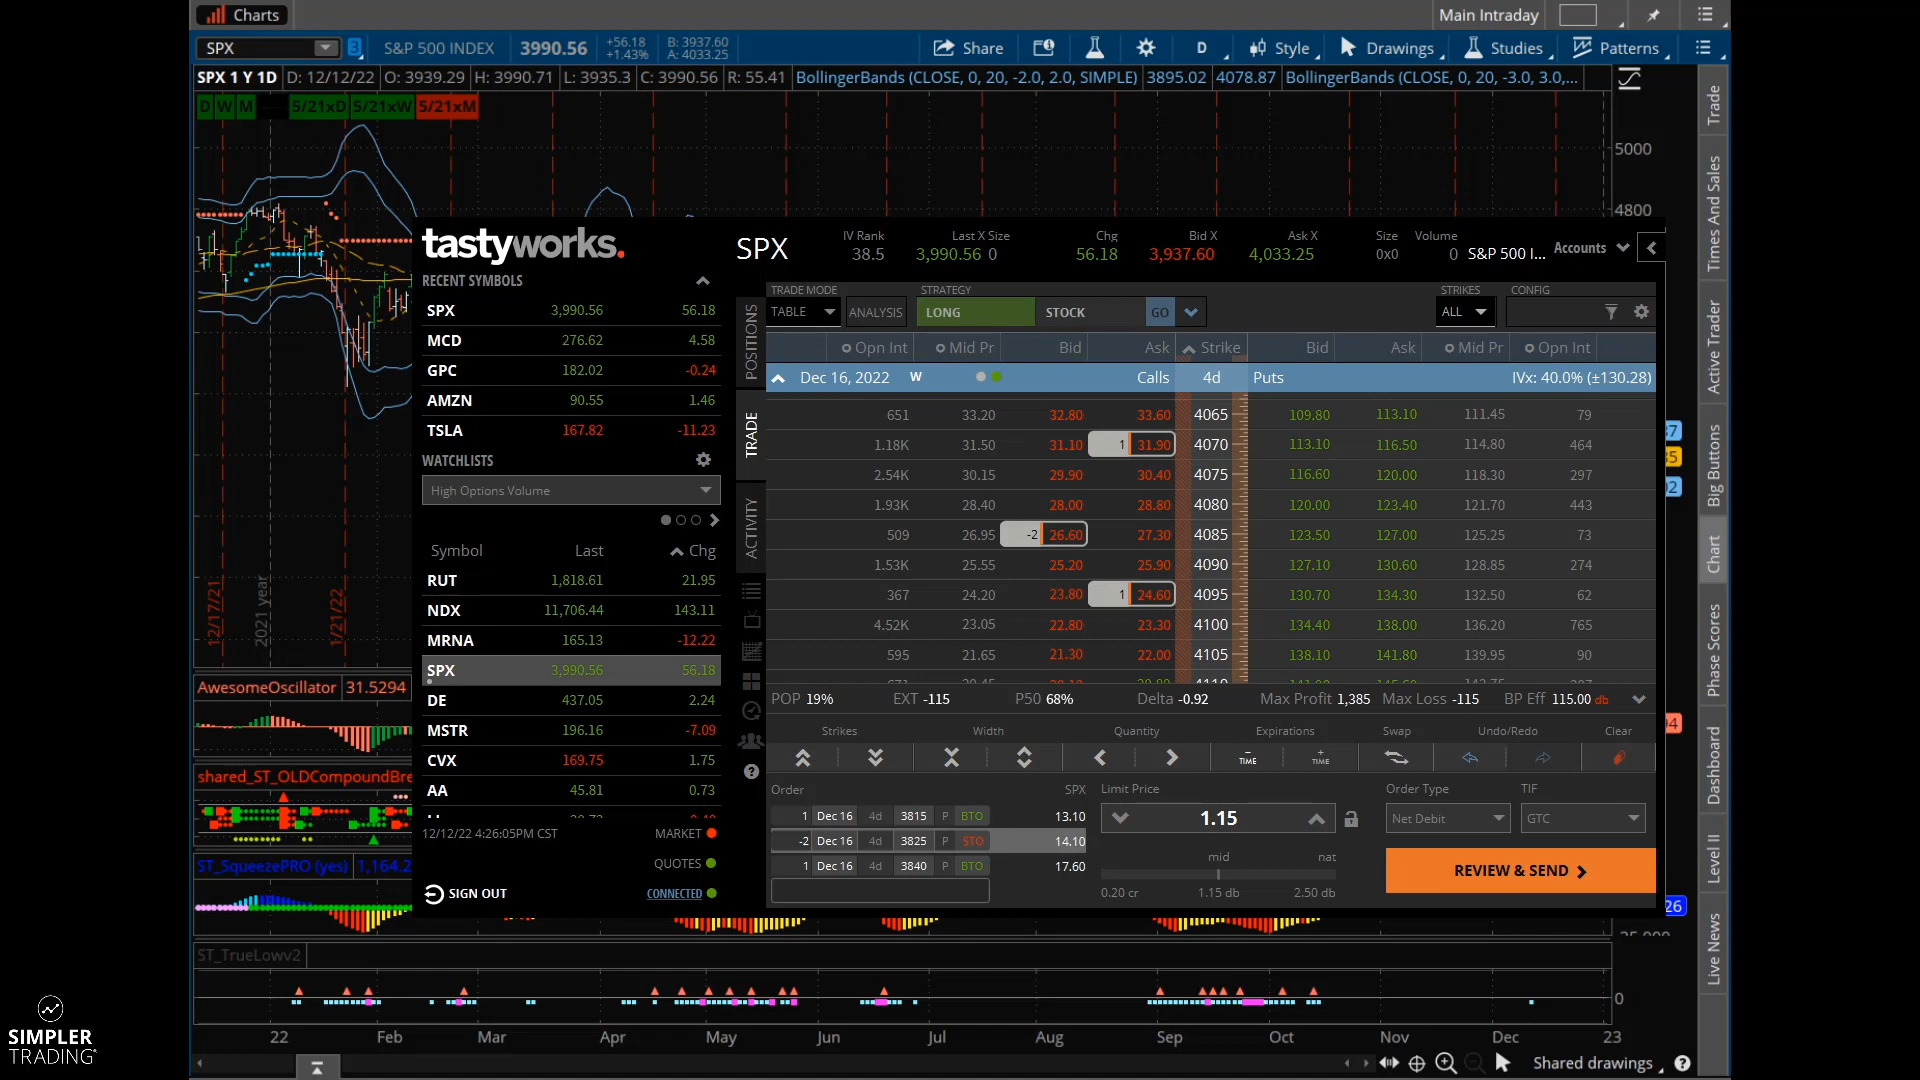 Charts
Main Intraday
SPX
3
S&P 500 INDEX
3990.56
+56.18
+1.43%
B: 3937.60
A: 4033.25
Share
D
Style
Drawings
Studies
Patterns
SPX 1 Y 1D D: 12/12/22 O: 3939.29 H: 3990.71 L: 3935.3 C: 3990.56 R: 55.41 BollingerBands (CLOSE, 0, 20, -2.0, 2.0, SIMPLE) 3895.02 4078.87 BollingerBands (CLOSE, 0, 20, -3.0, 3.0,...
D W M 5/21xD 5/21xW 5/21xM
5000
4800
12/17/21
2021 year
1/21/22
tastyworks.
RECENT SYMBOLS
SPX 3,990.56 56.18
MCD 276.62 4.58
GPC 182.02 -0.24
AMZN 90.55 1.46
TSLA 167.82 -11.23
WATCHLISTS
High Options Volume
Symbol Last Chg
RUT 1,818.61 21.95
NDX 11,706.44 143.11
MRNA 165.13 -12.22
SPX 3,990.56 56.18
DE 437.05 2.24
MSTR 196.16 -7.09
CVX 169.75 1.75
AA 45.81 0.73
12/12/22 4:26:05PM CST
MARKET
QUOTES
SIGN OUT
CONNECTED
SPX
IV Rank Last X Size Chg Bid X Ask X Size Volume
38.5 3,990.56 0 56.18 3,937.60 4,033.25 0x0 0 S&P 500 I...
Accounts
POSITIONS
TRADE
ACTIVITY
TRADE MODE STRATEGY STRIKES CONFIG
TABLE ANALYSIS LONG STOCK GO ALL
Opn Int Mid Pr Bid Ask Strike Bid Ask Mid Pr Opn Int
Dec 16, 2022 W Calls 4d Puts IVx: 40.0% (±130.28)
651 33.20 32.80 33.60 4065 109.80 113.10 111.45 79
1.18K 31.50 31.10 1 31.90 4070 113.10 116.50 114.80 464
2.54K 30.15 29.90 30.40 4075 116.60 120.00 118.30 297
1.93K 28.40 28.00 28.80 4080 120.00 123.40 121.70 443
509 26.95 -2 26.60 27.30 4085 123.50 127.00 125.25 73
1.53K 25.55 25.20 25.90 4090 127.10 130.60 128.85 274
367 24.20 23.80 1 24.60 4095 130.70 134.30 132.50 62
4.52K 23.05 22.80 23.30 4100 134.40 138.00 136.20 765
595 21.65 21.30 22.00 4105 138.10 141.80 139.95 90
POP 19% EXT -115 P50 68% Delta -0.92 Max Profit 1,385 Max Loss -115 BP Eff 115.00 db
Strikes Width Quantity Expirations Swap Undo/Redo Clear
TIME TIME
Order SPX
1 Dec 16 4d 3815 P BTO 13.10
-2 Dec 16 4d 3825 P STO 14.10
1 Dec 16 4d 3840 P BTO 17.60
Limit Price
1.15
mid nat
0.20 cr 1.15 db 2.50 db
Order Type TIF
Net Debit GTC
REVIEW & SEND
AwesomeOscillator 31.5294
shared_ST_OLDCompoundBre
ST_SqueezePRO (yes) 1,164.2
ST_TrueLowv2
0
22 Feb Mar Apr May Jun Jul Aug Sep Oct Nov Dec 23
Shared drawings
Trade
Times And Sales
Active Trader
Big Buttons
Chart
Phase Scores
Dashboard
Level II
Live News
SIMPLER
TRADING